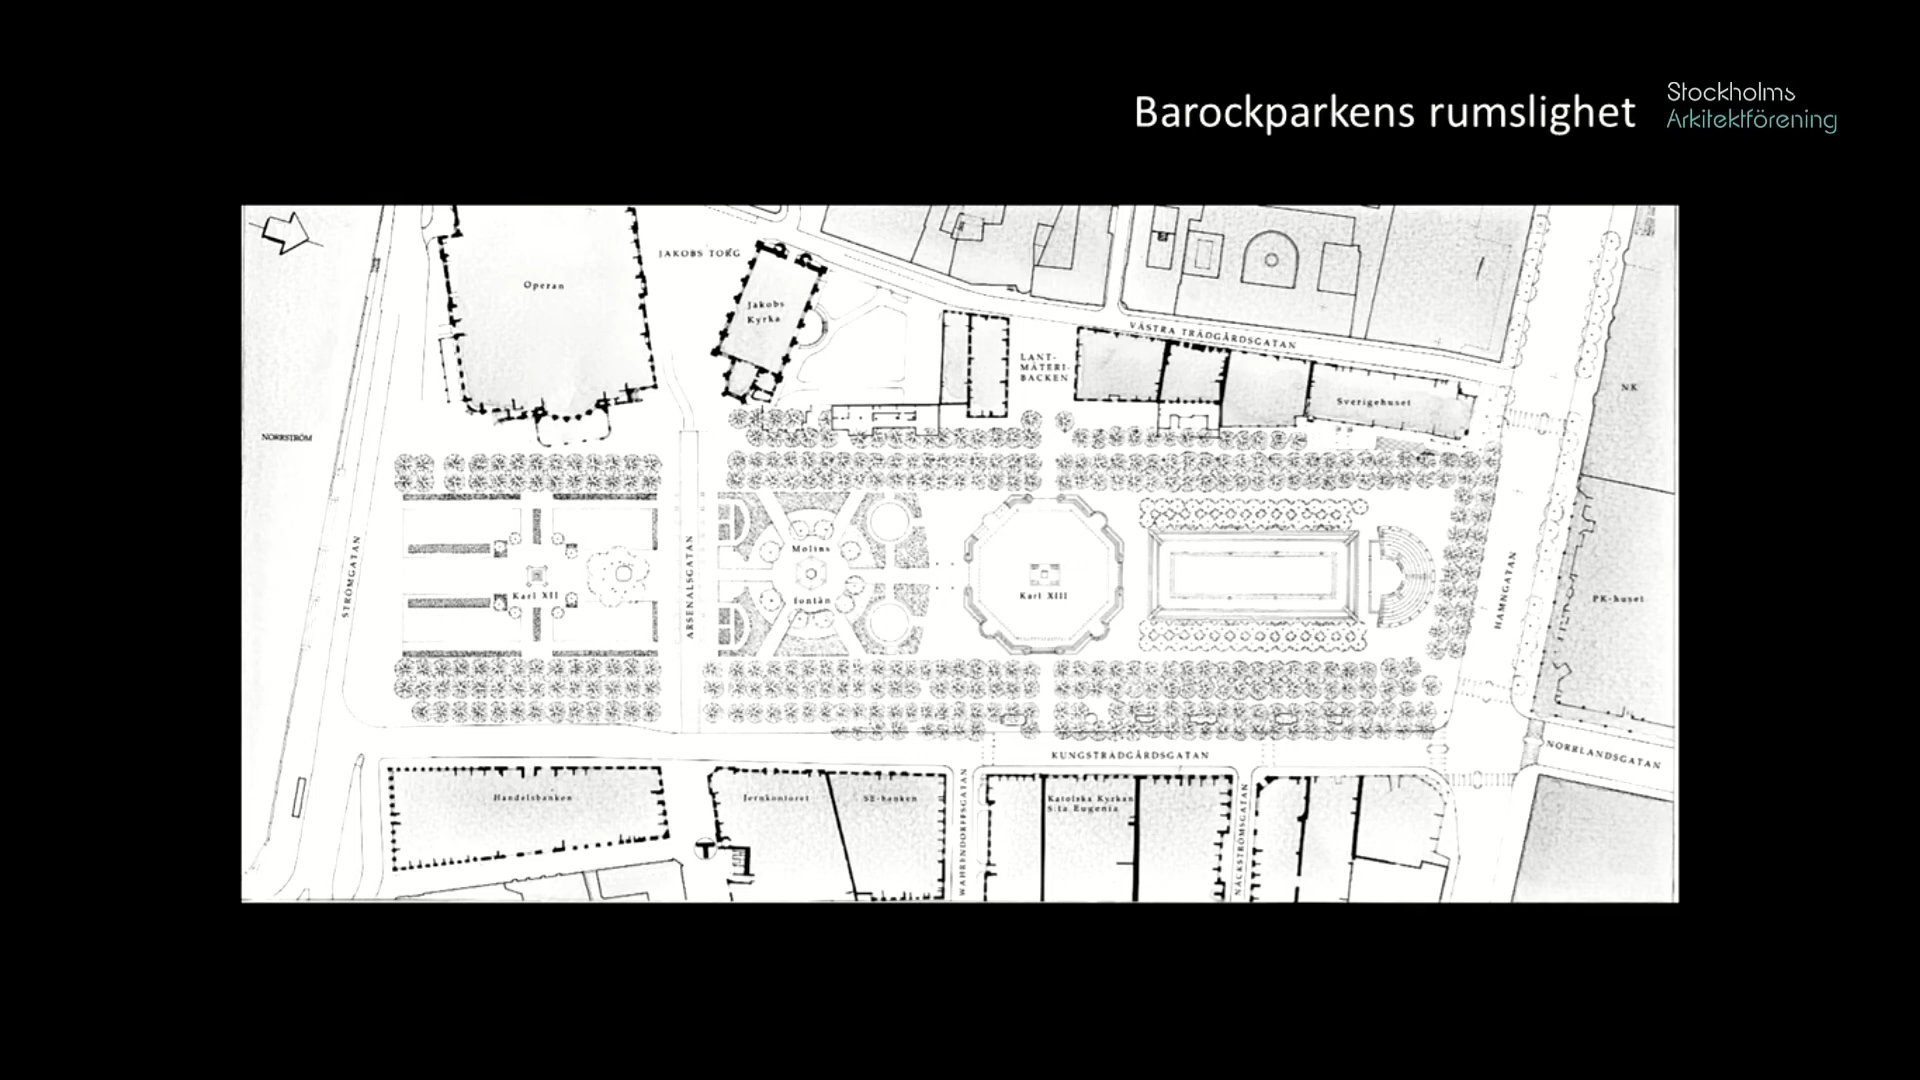 Barockparkens rumslighet
Stockholms
Arkitektförening
JAKOBS TORG
Operan
Jakobs
Kyrka
VÄSTRA TRÄDGÅRDSGATAN
LANT-
MÄTERI-
BACKEN
NK
Sverigehuset
NORRSTRÖM
STRÖMGATAN
ARSENALSGATAN
Molins
fontän
Karl XII
Karl XIII
HAMNGATAN
PK-huset
KUNGSTRÄDGÅRDSGATAN
NORRLANDSGATAN
Handelsbanken
Jernkontoret
SE-banken
WAHRENDORFFSGATAN
Katolska Kyrkan
S:ta Eugenia
NÄCKSTRÖMSGATAN
T